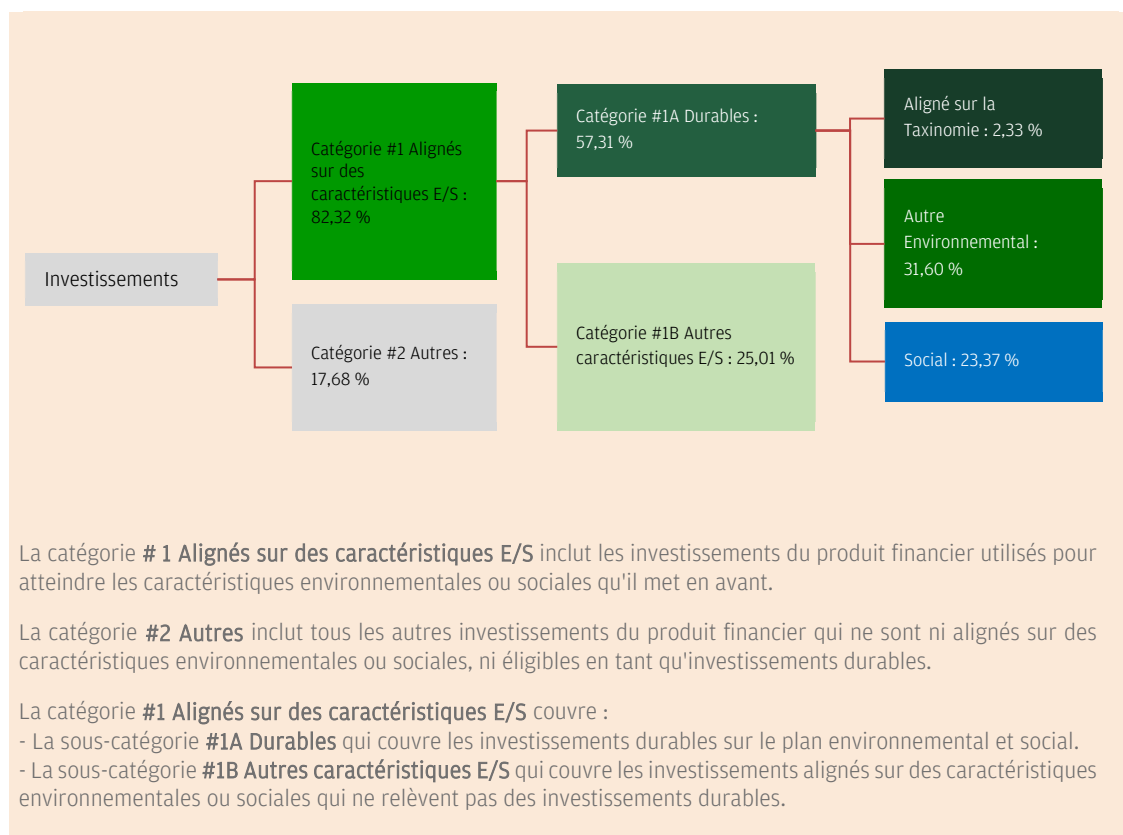 Investissements
Catégorie #1 Alignés
sur des
caractéristiques E/S :
82,32 %
Catégorie #2 Autres :
17,68 %
Catégorie #1A Durables :
57,31 %
Catégorie #1B Autres
caractéristiques E/S : 25,01 %
Aligné sur la
Taxinomie : 2,33 %
Autre
Environnemental :
31,60 %
Social : 23,37 %
La catégorie # 1 Alignés sur des caractéristiques E/S inclut les investissements du produit financier utilisés pour
atteindre les caractéristiques environnementales ou sociales qu'il met en avant.
La catégorie #2 Autres inclut tous les autres investissements du produit financier qui ne sont ni alignés sur des
caractéristiques environnementales ou sociales, ni éligibles en tant qu'investissements durables.
La catégorie #1 Alignés sur des caractéristiques E/S couvre :
- La sous-catégorie #1A Durables qui couvre les investissements durables sur le plan environnemental et social.
- La sous-catégorie #1B Autres caractéristiques E/S qui couvre les investissements alignés sur des caractéristiques
environnementales ou sociales qui ne relèvent pas des investissements durables.